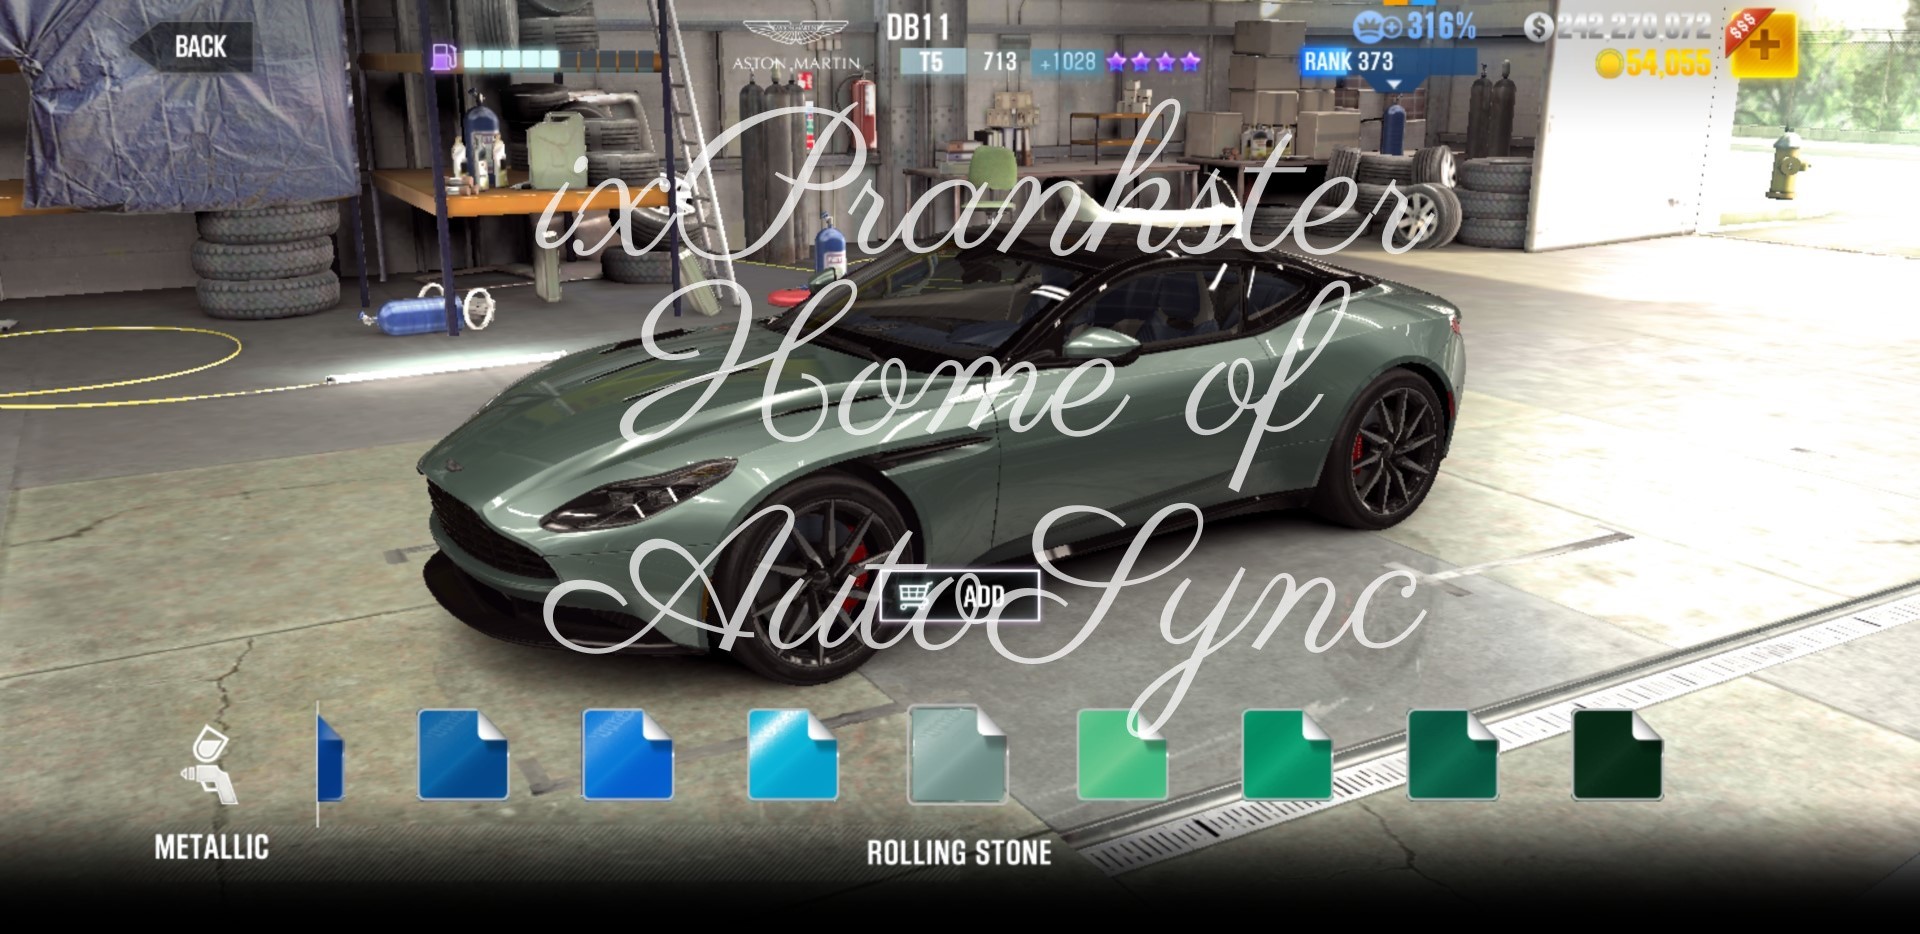 BACK
ASTON MARTIN
DB11
T5 713 +1028
316%
RANK 373
$ 242,270,072
54,055
$$$
ixPrankster
Home of
AutoSync
ADD
METALLIC
ROLLING STONE